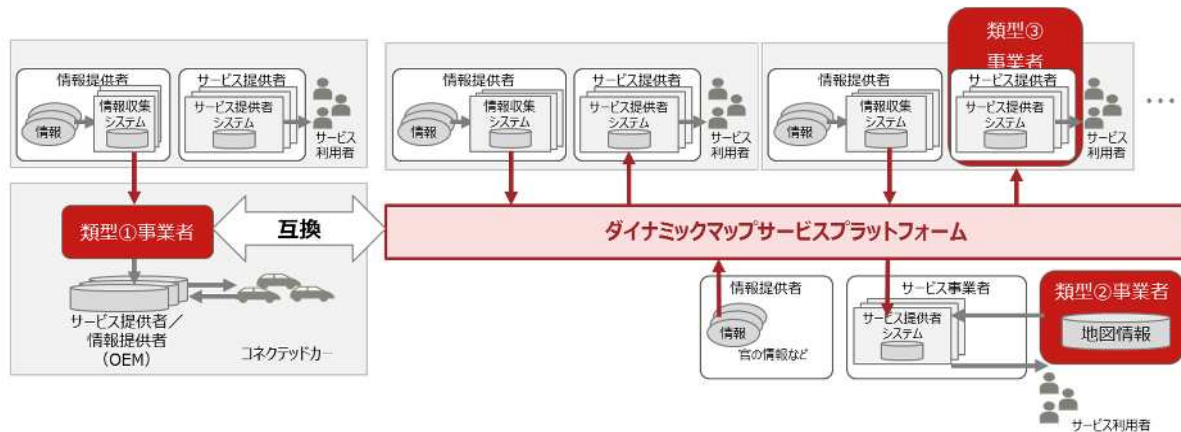 類型③
事業者
情報提供者
情報
情報収集
システム
サービス提供者
サービス提供者
システム
サービス
利用者
情報提供者
情報
情報収集
システム
サービス提供者
サービス提供者
システム
サービス
利用者
情報提供者
情報
情報収集
システム
サービス提供者
サービス提供者
システム
サービス
利用者
…
類型①事業者
互換
ダイナミックマップサービスプラットフォーム
サービス提供者/
情報提供者
(OEM)
コネクテッドカー
情報提供者
情報
官の情報など
サービス事業者
サービス提供者
システム
類型②事業者
地図情報
サービス利用者